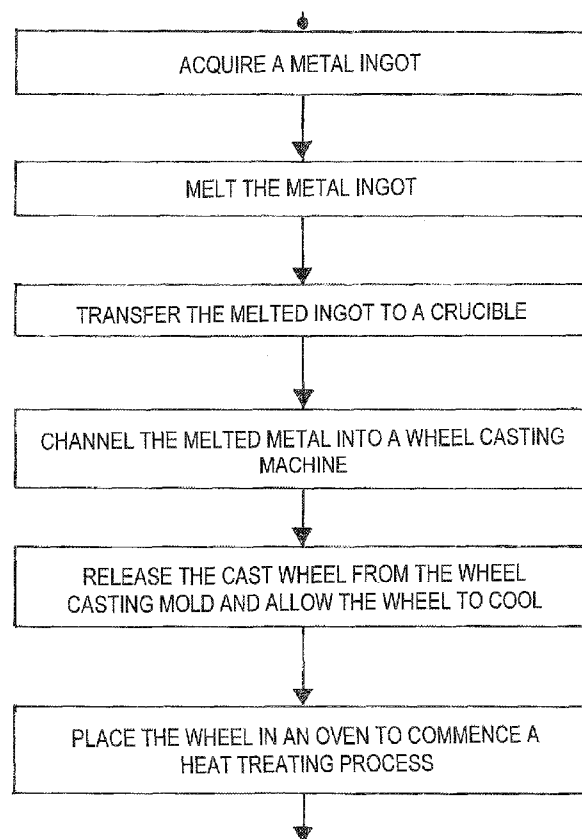 ACQUIRE A METAL INGOT
MELT THE METAL INGOT
TRANSFER THE MELTED INGOT TO A CRUCIBLE
CHANNEL THE MELTED METAL INTO A WHEEL CASTING
MACHINE
RELEASE THE CAST WHEEL FROM THE WHEEL
CASTING MOLD AND ALLOW THE WHEEL TO COOL
PLACE THE WHEEL IN AN OVEN TO COMMENCE A
HEAT TREATING PROCESS